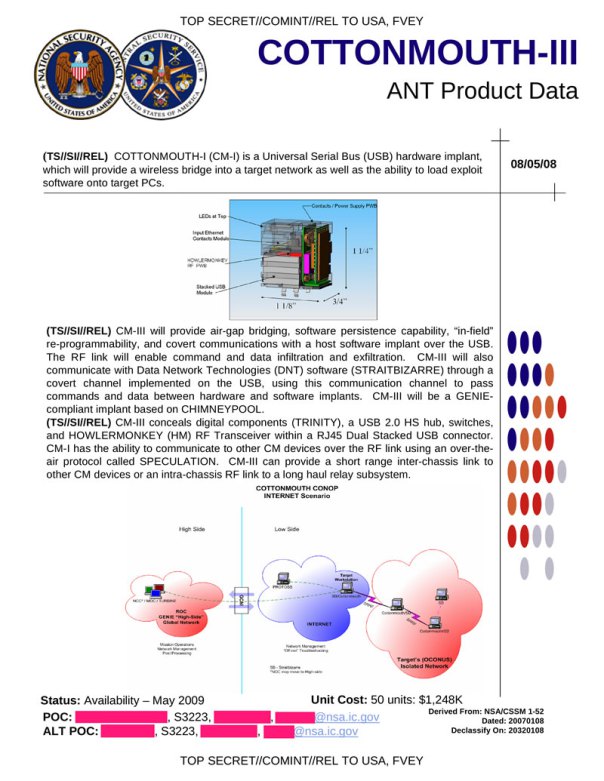 TOP SECRET//COMINT//REL TO USA, FVEY
COTTONMOUTH-III
ANT Product Data
NATIONAL SECURITY AGENCY
UNITED STATES OF AMERICA
CENTRAL SECURITY SERVICE
UNITED STATES OF AMERICA
08/05/08
(TS//SI//REL) COTTONMOUTH-I (CM-I) is a Universal Serial Bus (USB) hardware implant,
which will provide a wireless bridge into a target network as well as the ability to load exploit
software onto target PCs.
Contacts / Power Supply PWB
LEDs at Top
Input Ethernet
Contacts Module
HOWLERMONKEY
RF PWB
Stacked USB
Module
1 1/4"
3/4"
1 1/8"
(TS//SI//REL) CM-III will provide air-gap bridging, software persistence capability, “in-field”
re-programmability, and covert communications with a host software implant over the USB.
The RF link will enable command and data infiltration and exfiltration. CM-III will also
communicate with Data Network Technologies (DNT) software (STRAITBIZARRE) through a
covert channel implemented on the USB, using this communication channel to pass
commands and data between hardware and software implants. CM-III will be a GENIE-
compliant implant based on CHIMNEYPOOL.
(TS//SI//REL) CM-III conceals digital components (TRINITY), a USB 2.0 HS hub, switches,
and HOWLERMONKEY (HM) RF Transceiver within a RJ45 Dual Stacked USB connector.
CM-I has the ability to communicate to other CM devices over the RF link using an over-the-
air protocol called SPECULATION. CM-III can provide a short range inter-chassis link to
other CM devices or an intra-chassis RF link to a long haul relay subsystem.
COTTONMOUTH CONOP
INTERNET Scenario
High Side
Low Side
Target
Workstation
ROC
GENIE "High-Side"
Global Network
INTERNET
Mission Operations
Network Management
Post Processing
Network Management
Troubleshooting
SB - Straitbizarre
Target's (OCONUS)
Isolated Network
Status: Availability – May 2009
Unit Cost: 50 units: $1,248K
POC: , S3223, , @nsa.ic.gov
ALT POC: , S3223, , @nsa.ic.gov
Derived From: NSA/CSSM 1-52
Dated: 20070108
Declassify On: 20320108
TOP SECRET//COMINT//REL TO USA, FVEY